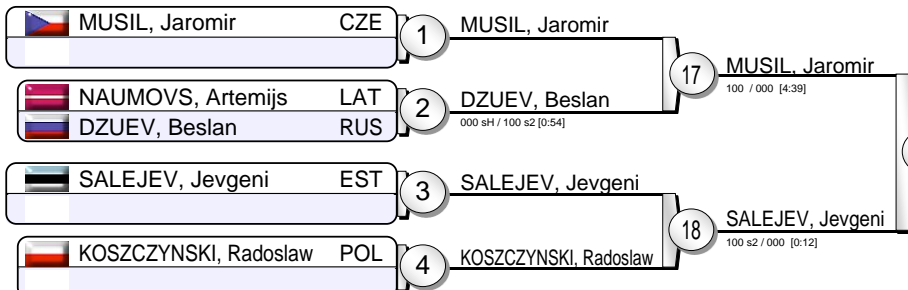 MUSIL, Jaromir CZE
1
MUSIL, Jaromir
17
MUSIL, Jaromir
100 / 000 [4:39]
NAUMOVS, Artemijs LAT
DZUEV, Beslan RUS
2
DZUEV, Beslan
000 sH / 100 s2 [0:54]
SALEJEV, Jevgeni EST
3
SALEJEV, Jevgeni
18
SALEJEV, Jevgeni
100 s2 / 000 [0:12]
KOSZCZYNSKI, Radoslaw POL
4
KOSZCZYNSKI, Radoslaw